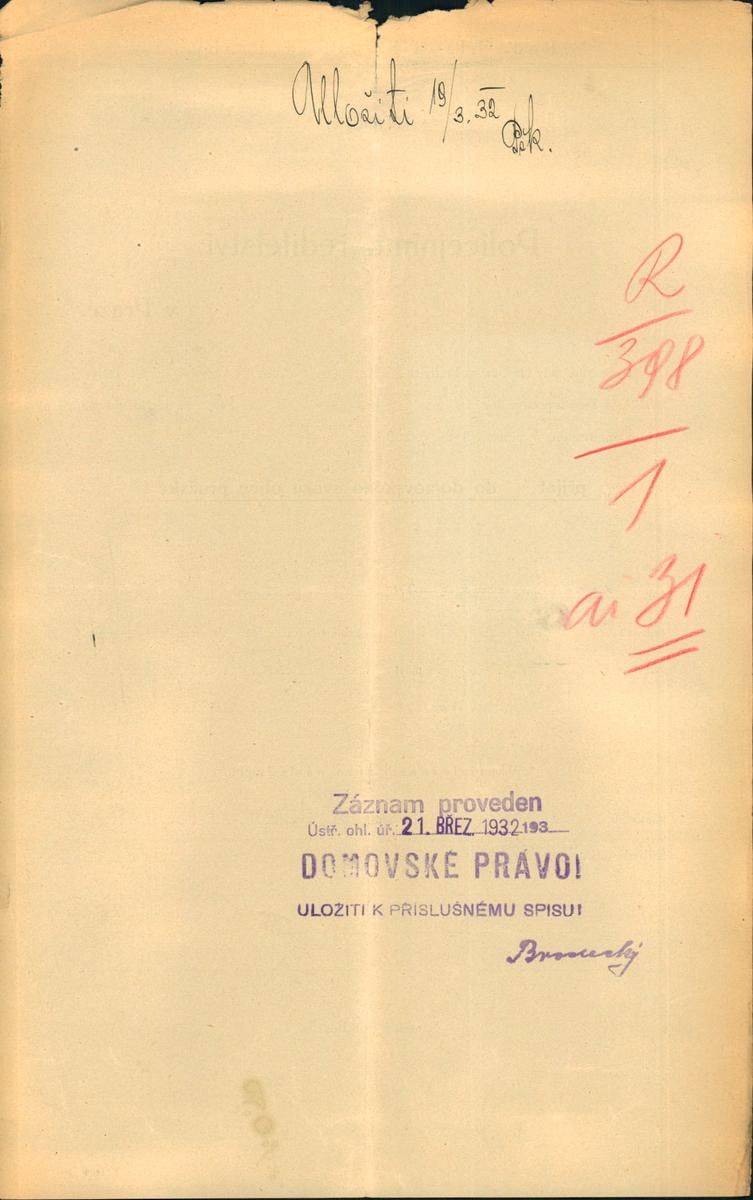 Uložiti 19/3. 32
R
398
1
ai 31
Záznam proveden
Ústř. ohl. úř. 21. BŘEZ. 1932 193
DOMOVSKÉ PRÁVO!
ULOŽITI K PŘÍSLUŠNÉMU SPISU!